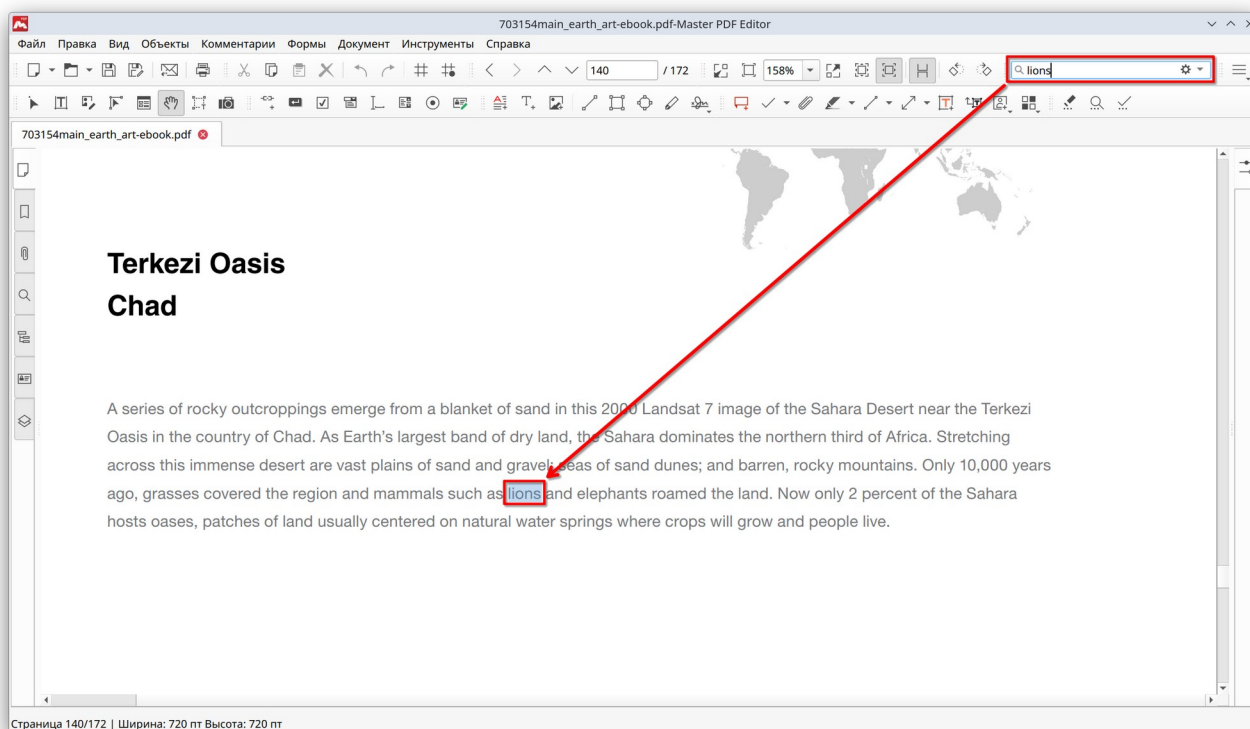 703154main_earth_art-ebook.pdf-Master PDF Editor
Файл Правка Вид Объекты Комментарии Формы Документ Инструменты Справка
140 / 172 158% lions
703154main_earth_art-ebook.pdf
Terkezi Oasis
Chad
A series of rocky outcroppings emerge from a blanket of sand in this 2000 Landsat 7 image of the Sahara Desert near the Terkezi
Oasis in the country of Chad. As Earth’s largest band of dry land, the Sahara dominates the northern third of Africa. Stretching
across this immense desert are vast plains of sand and gravel; seas of sand dunes; and barren, rocky mountains. Only 10,000 years
ago, grasses covered the region and mammals such as lions and elephants roamed the land. Now only 2 percent of the Sahara
hosts oases, patches of land usually centered on natural water springs where crops will grow and people live.
Страница 140/172 | Ширина: 720 пт Высота: 720 пт